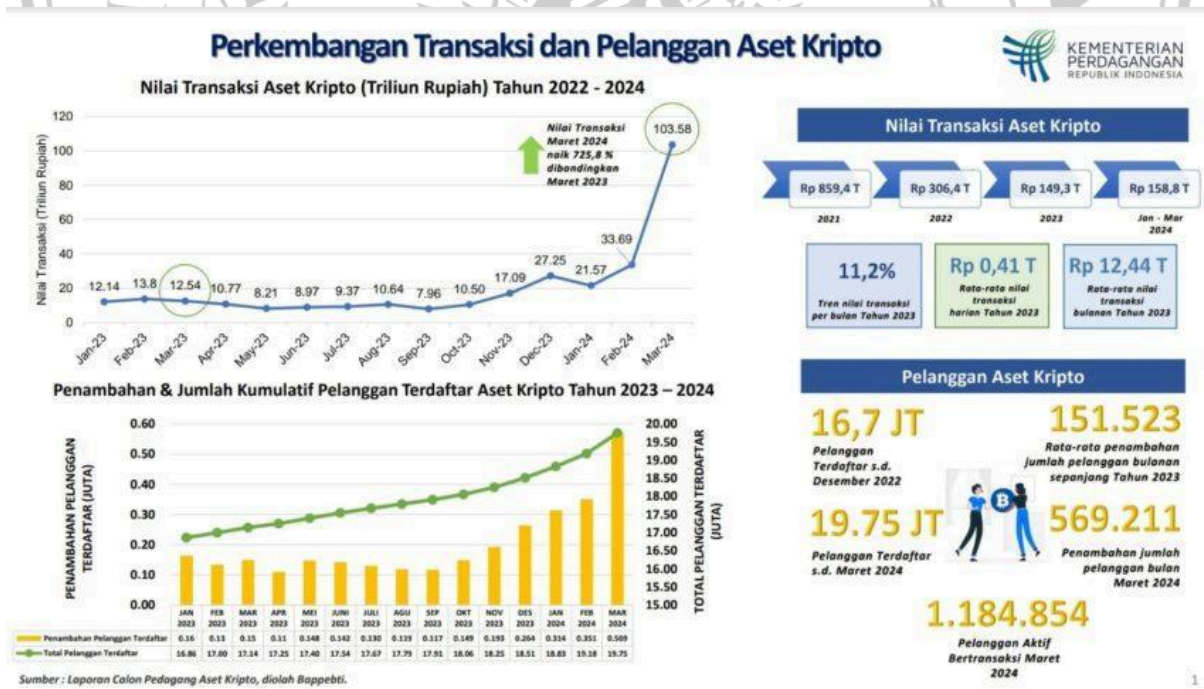 Perkembangan Transaksi dan Pelanggan Aset Kripto
KEMENTERIAN
PERDAGANGAN
REPUBLIK INDONESIA
Nilai Transaksi Aset Kripto (Triliun Rupiah) Tahun 2022 - 2024
Nilai Transaksi (Triliun Rupiah)
120
100
80
60
40
20
0
12.14 13.8 12.54 10.77 8.21 8.97 9.37 10.64 7.96 10.50 17.09 27.25 21.57 33.69 103.58
Nilai Transaksi
Maret 2024
naik 725,8 %
dibandingkan
Maret 2023
Jan-23 Feb-23 Mar-23 Apr-23 May-23 Jun-23 Jul-23 Aug-23 Sep-23 Oct-23 Nov-23 Dec-23 Jan-24 Feb-24 Mar-24
Nilai Transaksi Aset Kripto
Rp 859,4 T Rp 306,4 T Rp 149,3 T Rp 158,8 T
2021 2022 2023 Jan - Mar
2024
11,2%
Tren nilai transaksi
per bulan Tahun 2023
Rp 0,41 T
Rata-rata nilai
transaksi
harian Tahun 2023
Rp 12,44 T
Rata-rata nilai
transaksi
bulanan Tahun 2023
Penambahan & Jumlah Kumulatif Pelanggan Terdaftar Aset Kripto Tahun 2023 – 2024
PENAMBAHAN PELANGGAN
TERDAFTAR (JUTA)
0.60
0.50
0.40
0.30
0.20
0.10
0.00
20.00
19.50
19.00
18.50
18.00
17.50
17.00
16.50
16.00
15.50
15.00
TOTAL PELANGGAN TERDAFTAR
(JUTA)
JAN FEB MAR APR MEI JUNI JULI AGU SEP OKT NOV DES JAN FEB MAR
2023 2023 2023 2023 2023 2023 2023 2023 2023 2023 2023 2023 2024 2024 2024
Penambahan Pelanggan Terdaftar 0.16 0.13 0.15 0.11 0.148 0.142 0.130 0.119 0.117 0.149 0.193 0.264 0.314 0.351 0.569
Total Pelanggan Terdaftar 16.86 17.00 17.14 17.25 17.40 17.54 17.67 17.79 17.91 18.06 18.25 18.51 18.83 19.18 19.75
Pelanggan Aset Kripto
16,7 JT
Pelanggan
Terdaftar s.d.
Desember 2022
151.523
Rata-rata penambahan
jumlah pelanggan bulanan
sepanjang Tahun 2023
19.75 JT
Pelanggan Terdaftar
s.d. Maret 2024
569.211
Penambahan jumlah
pelanggan bulan
Maret 2024
1.184.854
Pelanggan Aktif
Bertransaksi Maret
2024
Sumber : Laporan Calon Pedagang Aset Kripto, diolah Bappebti.
1